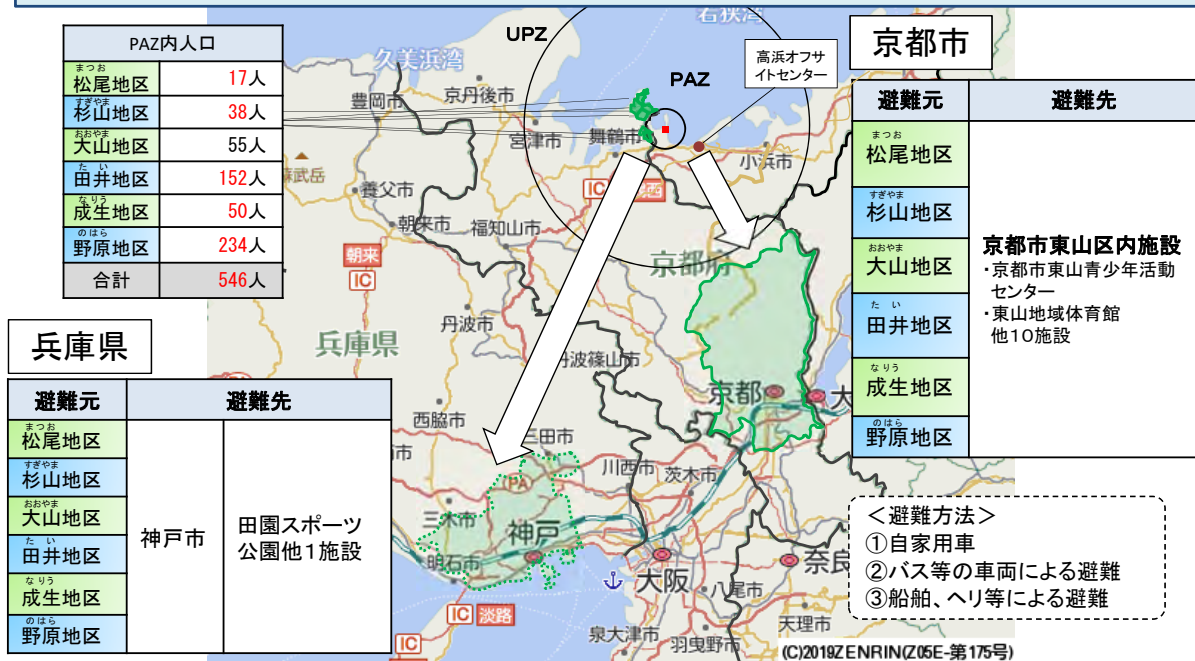 PAZ内人口
まつお
松尾地区 17人
すぎやま
杉山地区 38人
おおやま
大山地区 55人
たい
田井地区 152人
なりう
成生地区 50人
のはら
野原地区 234人
合計 546人
UPZ
PAZ
若狭湾
久美浜湾
高浜オフサ
イトセンター
豊岡市
京丹後市
宮津市
舞鶴市
小浜市
養父市
朝来市
福知山市
朝来
IC
IC
京都府
丹波市
兵庫県
丹波篠山市
西脇市
三田市
川西市
茨木市
京都
PA
三木市
神戸
明石市
大阪
八尾市
IC 淡路
IC
泉大津市
羽曳野市
天理市
京都市
避難元 避難先
まつお
松尾地区
すぎやま
杉山地区
おおやま
大山地区
たい
田井地区
なりう
成生地区
のはら
野原地区
京都市東山区内施設
・京都市東山青少年活動
センター
・東山地域体育館
他10施設
兵庫県
避難元 避難先
まつお
松尾地区
すぎやま
杉山地区
おおやま
大山地区
たい
田井地区
なりう
成生地区
のはら
野原地区
神戸市
田園スポーツ
公園他1施設
<避難方法>
①自家用車
②バス等の車両による避難
③船舶、ヘリ等による避難
(C)2019ZENRIN(Z05E-第175号)